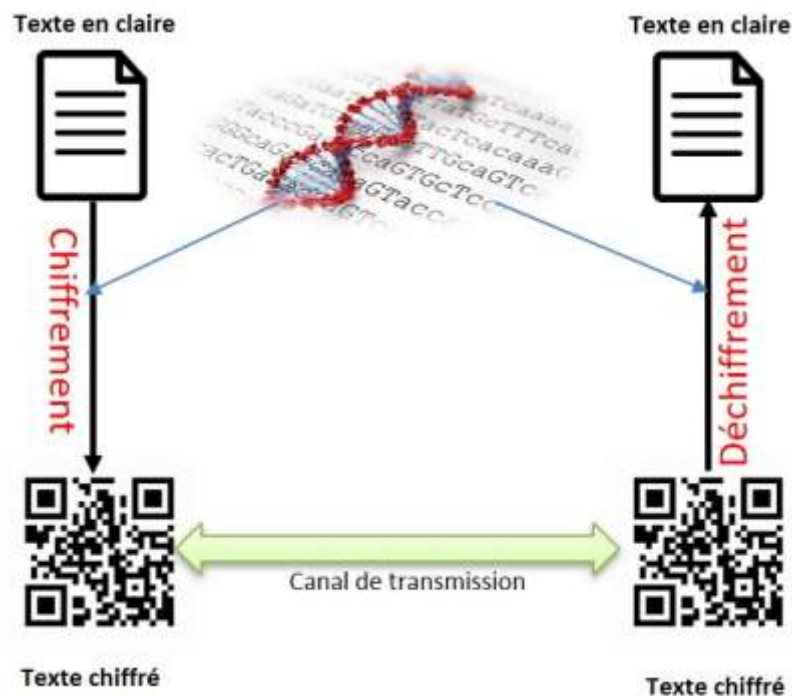 Texte en claire
Texte en claire
Chiffrement
Déchiffrement
Canal de transmission
Texte chiffré
Texte chiffré